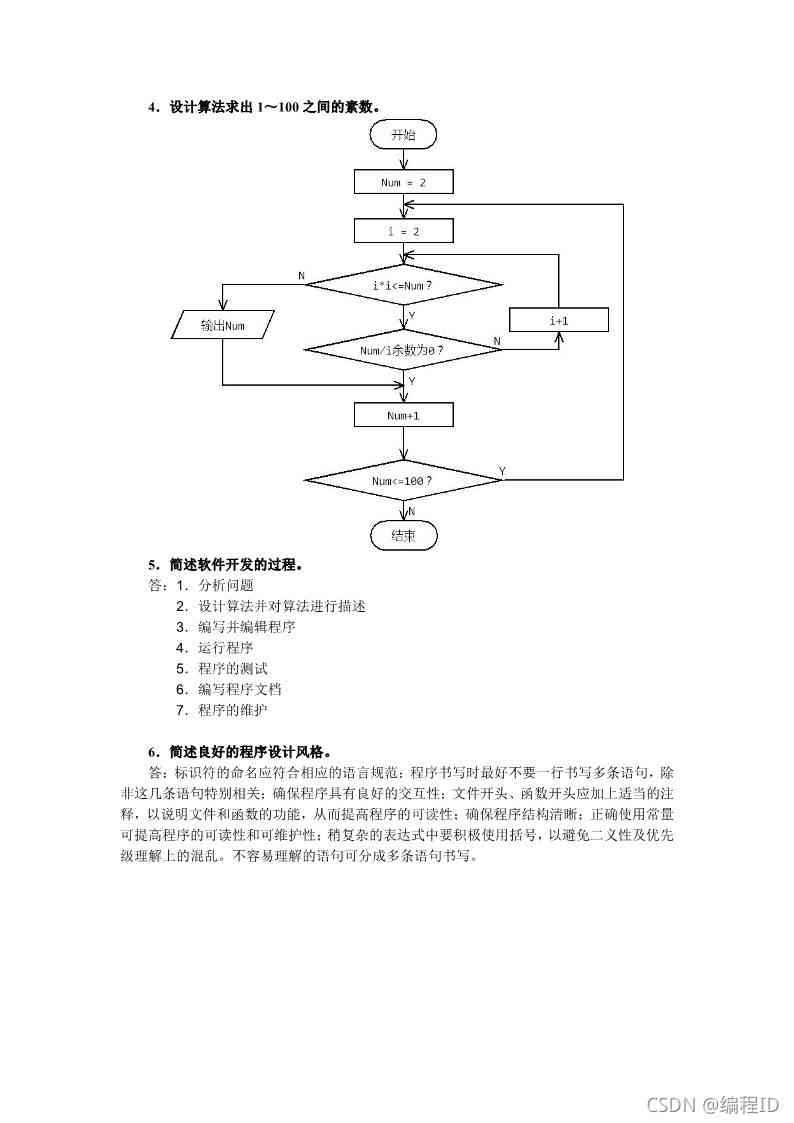 4．设计算法求出 1～100 之间的素数。
开始
Num = 2
i = 2
N
i*i<=Num？
Y
输出Num
i+1
Num/i余数为0？
N
Y
Num+1
Num<=100？
Y
N
结束
5．简述软件开发的过程。
答：1．分析问题
2．设计算法并对算法进行描述
3．编写并编辑程序
4．运行程序
5．程序的测试
6．编写程序文档
7．程序的维护
6．简述良好的程序设计风格。
答：标识符的命名应符合相应的语言规范；程序书写时最好不要一行书写多条语句，除
非这几条语句特别相关；确保程序具有良好的交互性；文件开头、函数开头应加上适当的注
释，以说明文件和函数的功能，从而提高程序的可读性；确保程序结构清晰；正确使用常量
可提高程序的可读性和可维护性；稍复杂的表达式中要积极使用括号，以避免二义性及优先
级理解上的混乱。不容易理解的语句可分成多条语句书写。
CSDN @编程ID